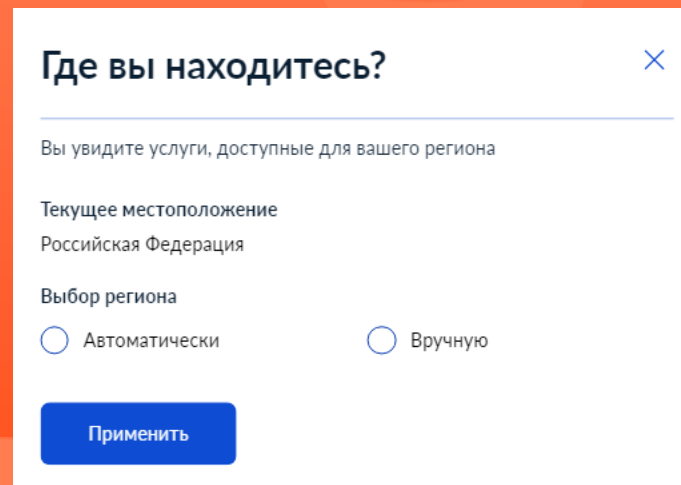 Где вы находитесь?
Вы увидите услуги, доступные для вашего региона
Текущее местоположение
Российская Федерация
Выбор региона
Автоматически Вручную
Применить